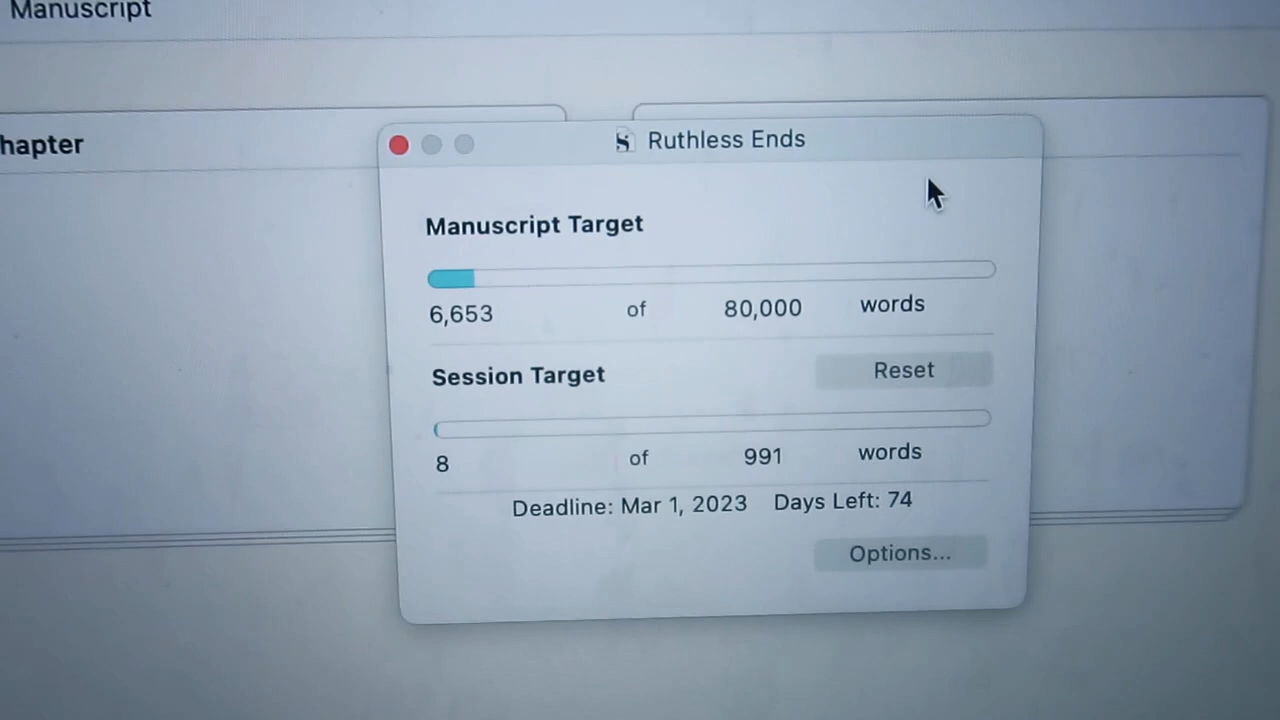 Manuscript
hapter
Ruthless Ends
Manuscript Target
6,653 of 80,000 words
Session Target Reset
8 of 991 words
Deadline: Mar 1, 2023 Days Left: 74
Options...